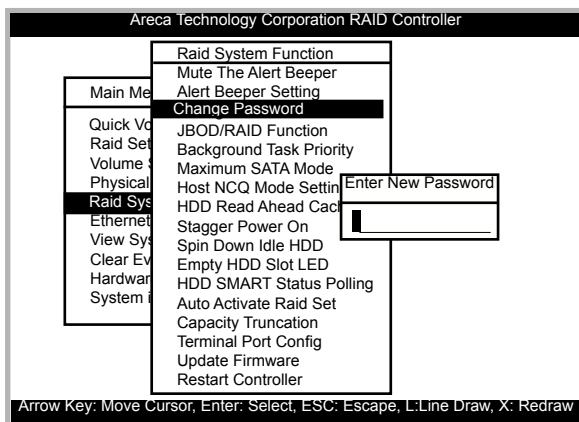 Areca Technology Corporation RAID Controller
Raid System Function
Mute The Alert Beeper
Alert Beeper Setting
Change Password
JBOD/RAID Function
Background Task Priority
Maximum SATA Mode
Host NCQ Mode Settin
HDD Read Ahead Cach
Stagger Power On
Spin Down Idle HDD
Empty HDD Slot LED
HDD SMART Status Polling
Auto Activate Raid Set
Capacity Truncation
Terminal Port Config
Update Firmware
Restart Controller
Main Me
Quick Vo
Raid Set
Volume S
Physical
Raid Sys
Ethernet
View Sys
Clear Ev
Hardwar
System i
Enter New Password
Arrow Key: Move Cursor, Enter: Select, ESC: Escape, L:Line Draw, X: Redraw